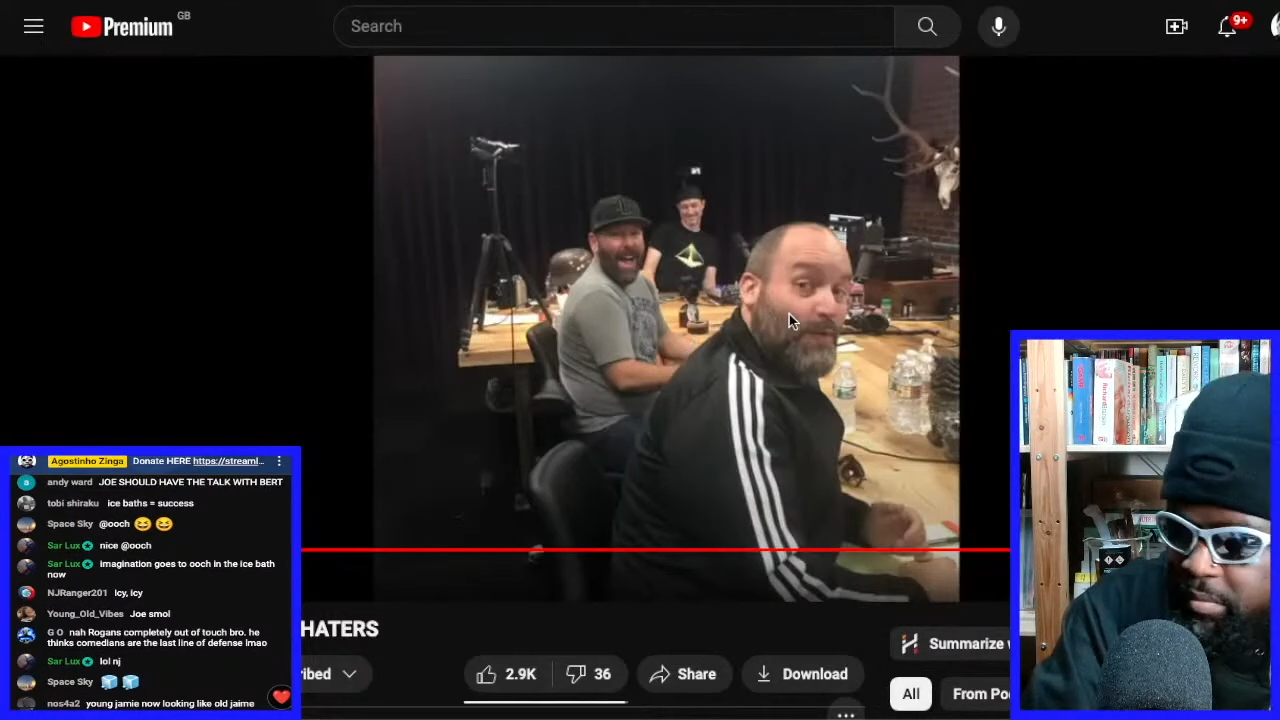 Premium GB
Search
9+
Agostinho Zinga Donate HERE https://streaml...
andy ward JOE SHOULD HAVE THE TALK WITH BERT
tobi shiraku ice baths = success
Space Sky @ooch
Sar Lux nice @ooch
Sar Lux imagination goes to ooch in the ice bath
now
NJRanger201 Icy, icy
Young_Old_Vibes Joe smol
G O nah Rogans completely out of touch bro. he
thinks comedians are the last line of defense lmao
Sar Lux lol nj
Space Sky
nos4a2 young jamie now looking like old jaime
HATERS
ribed
2.9K
36
Share
Download
Summarize
All
From Po